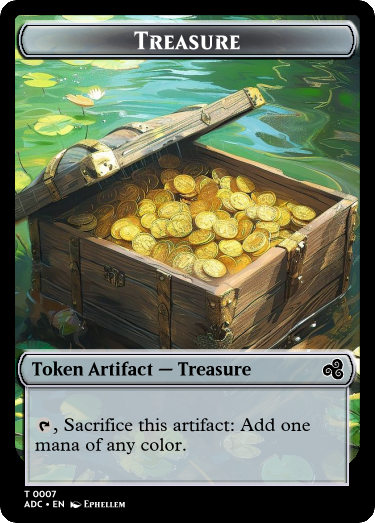 TREASURE
Token Artifact — Treasure
, Sacrifice this artifact: Add one
mana of any color.
T 0007
ADC • EN EPHELLEM